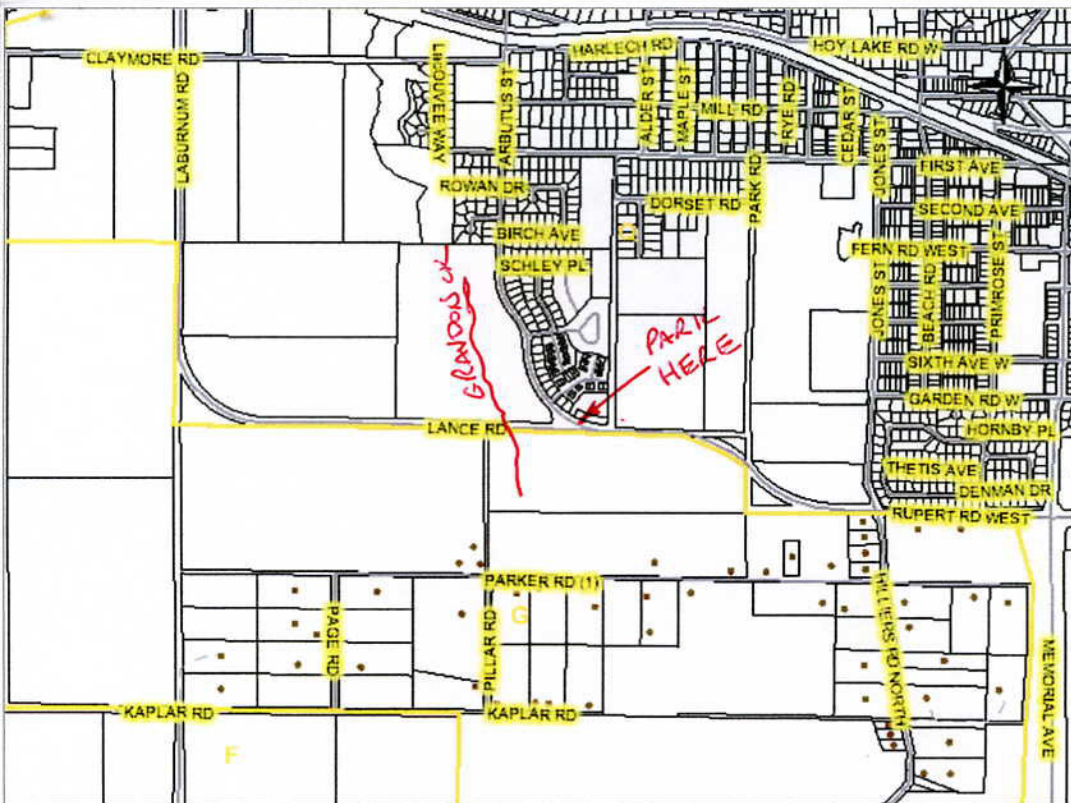 HARLECH RD
HOY LAKE RD W
CLAYMORE RD
LABURNUM RD
ARBUTUS ST
ALDER ST
MAPLE ST
MILL RD
RYE RD
CEDAR ST
JONES ST
FIRST AVE
ROWAN DR
DORSET RD
PARK RD
SECOND AVE
BIRCH AVE
FERN RD WEST
SCHLEY PL
G
JONES ST
BEACH RD
PRIMROSE ST
GRANDONS CK
PARK
HERE
SIXTH AVE W
GARDEN RD W
LANCE RD
HORNBY PL
THETIS AVE
DENMAN DR
RUPERT RD WEST
PARKER RD (1)
G
PAGE RD
PILLAR RD
HILLIERS RD NORTH
MEMORIAL AVE
KAPLAR RD
KAPLAR RD
F